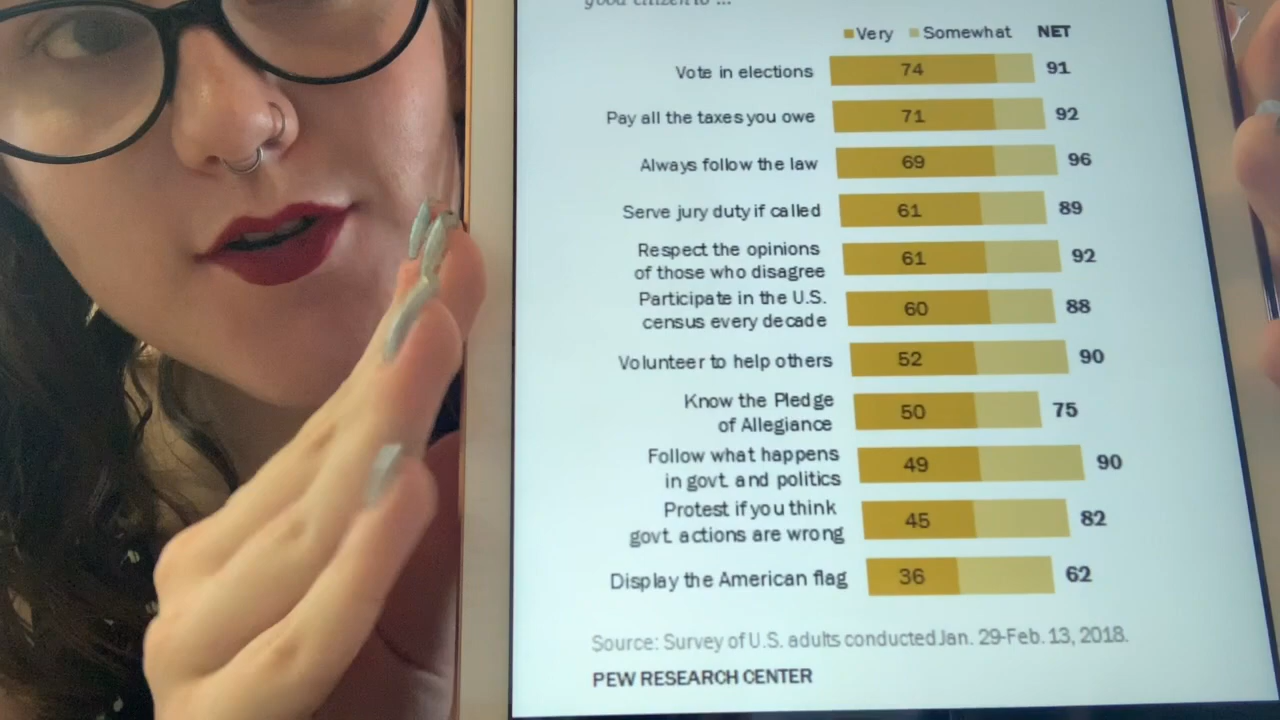 good citizen to ...
Very Somewhat NET
Vote in elections 74 91
Pay all the taxes you owe 71 92
Always follow the law 69 96
Serve jury duty if called 61 89
Respect the opinions
of those who disagree 61 92
Participate in the U.S.
census every decade 60 88
Volunteer to help others 52 90
Know the Pledge
of Allegiance 50 75
Follow what happens
in govt. and politics 49 90
Protest if you think
govt. actions are wrong 45 82
Display the American flag 36 62
Source: Survey of U.S. adults conducted Jan. 29-Feb. 13, 2018.
PEW RESEARCH CENTER